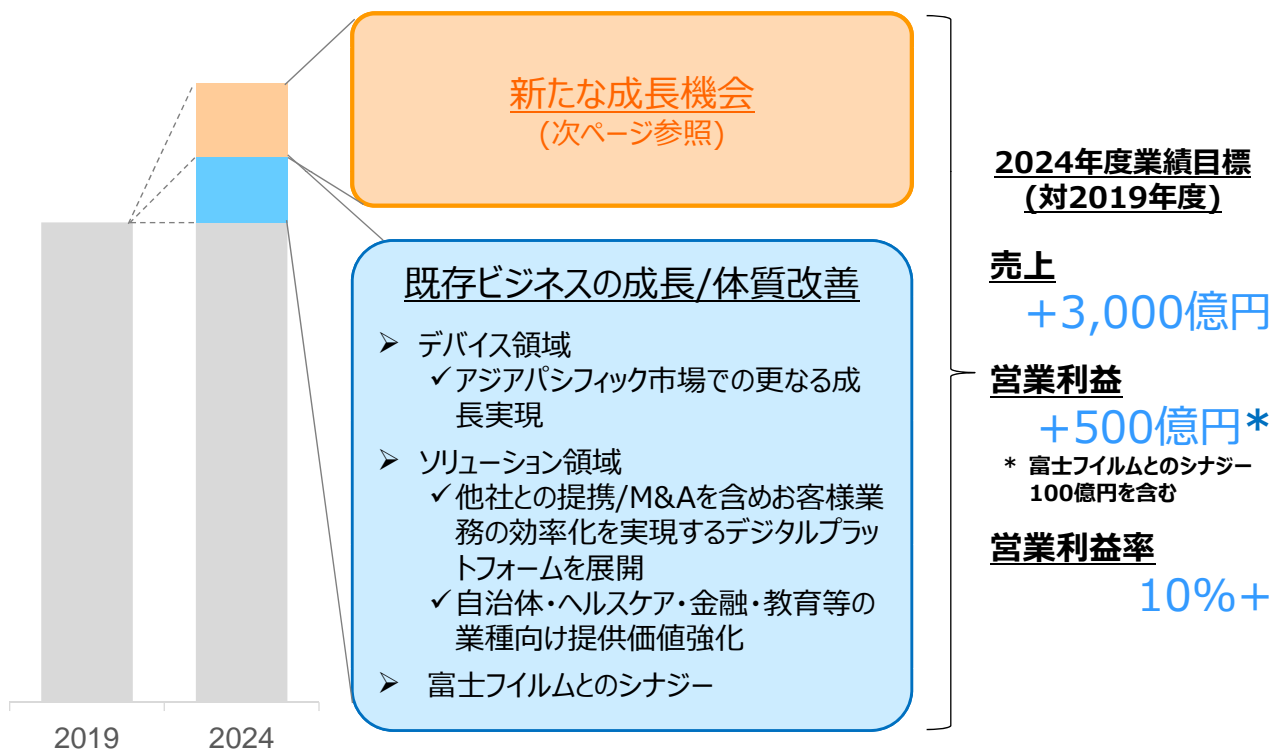 新たな成長機会
(次ページ参照)
既存ビジネスの成長/体質改善
➢ デバイス領域
✓アジアパシフィック市場での更なる成
長実現
➢ ソリューション領域
✓他社との提携/M&Aを含めお客様業
務の効率化を実現するデジタルプラッ
トフォームを展開
✓自治体・ヘルスケア・金融・教育等の
業種向け提供価値強化
➢ 富士フイルムとのシナジー
2019
2024
2024年度業績目標
(対2019年度)
売上
+3,000億円
営業利益
+500億円*
* 富士フイルムとのシナジー
100億円を含む
営業利益率
10%+